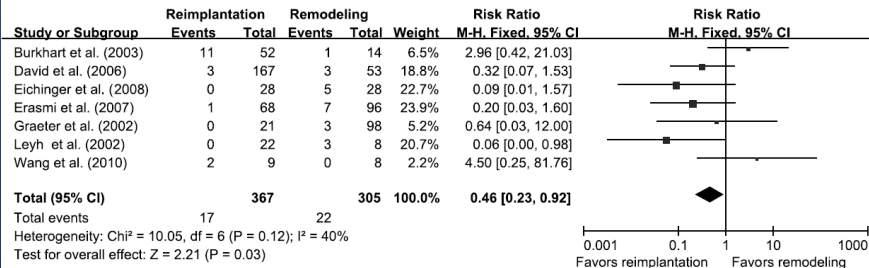 Reimplantation Remodeling Risk Ratio Risk Ratio
Study or Subgroup Events Total Events Total Weight M-H, Fixed, 95% CI M-H, Fixed, 95% CI
Burkhart et al. (2003) 11 52 1 14 6.5% 2.96 [0.42, 21.03]
David et al. (2006) 3 167 3 53 18.8% 0.32 [0.07, 1.53]
Eichinger et al. (2008) 0 28 5 28 22.7% 0.09 [0.01, 1.57]
Erasmi et al. (2007) 1 68 7 96 23.9% 0.20 [0.03, 1.60]
Graeter et al. (2002) 0 21 3 98 5.2% 0.64 [0.03, 12.00]
Leyh et al. (2002) 0 22 3 8 20.7% 0.06 [0.00, 0.98]
Wang et al. (2010) 2 9 0 8 2.2% 4.50 [0.25, 81.76]
Total (95% CI) 367 305 100.0% 0.46 [0.23, 0.92]
Total events 17 22
Heterogeneity: Chi² = 10.05, df = 6 (P = 0.12); I² = 40%
Test for overall effect: Z = 2.21 (P = 0.03)
0.001 0.1 1 10 1000
Favors reimplantation Favors remodeling